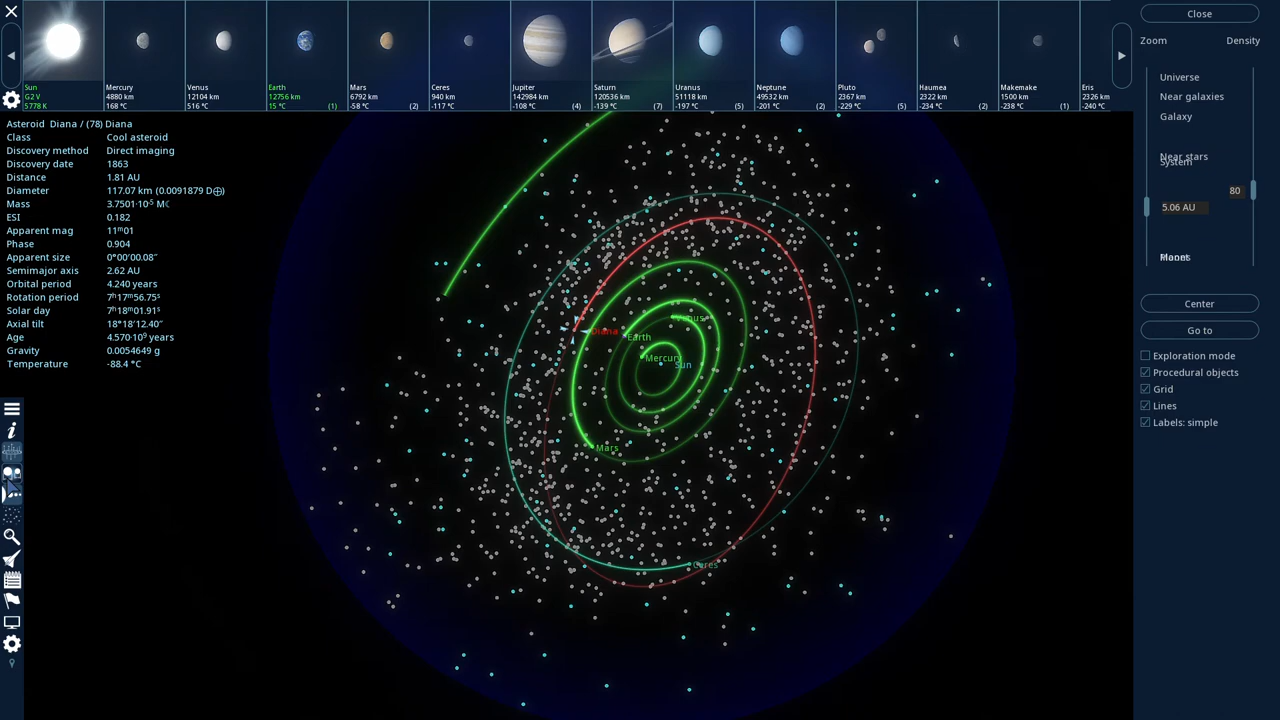 Sun
G2 V
5778 K
Mercury
4880 km
168 °C
Venus
12104 km
516 °C
Earth
12756 km
15 °C (1)
Mars
6792 km
-58 °C (2)
Ceres
940 km
-117 °C
Jupiter
142984 km
-108 °C (4)
Saturn
120536 km
-139 °C (7)
Uranus
51118 km
-197 °C (5)
Neptune
49532 km
-201 °C (2)
Pluto
2367 km
-229 °C (5)
Haumea
2322 km
-234 °C (2)
Makemake
1500 km
-238 °C (1)
Eris
2326 km
-240 °C
Asteroid Diana / (78) Diana
Class Cool asteroid
Discovery method Direct imaging
Discovery date 1863
Distance 1.81 AU
Diameter 117.07 km (0.0091879 D⊕)
Mass 3.7501·10⁻⁵ M☾
ESI 0.182
Apparent mag 11ᵐ01
Phase 0.904
Apparent size 0°00′00.08″
Semimajor axis 2.62 AU
Orbital period 4.240 years
Rotation period 7ʰ17ᵐ56.75ˢ
Solar day 7ʰ18ᵐ01.91ˢ
Axial tilt 18°18′12.40″
Age 4.570·10⁹ years
Gravity 0.0054649 g
Temperature -88.4 °C
Venus
Diana
Earth
Mercury
Sun
Mars
Ceres
Close
Zoom Density
Universe
Near galaxies
Galaxy
Near stars
System
80
5.06 AU
Center
Go to
Exploration mode
Procedural objects
Grid
Lines
Labels: simple